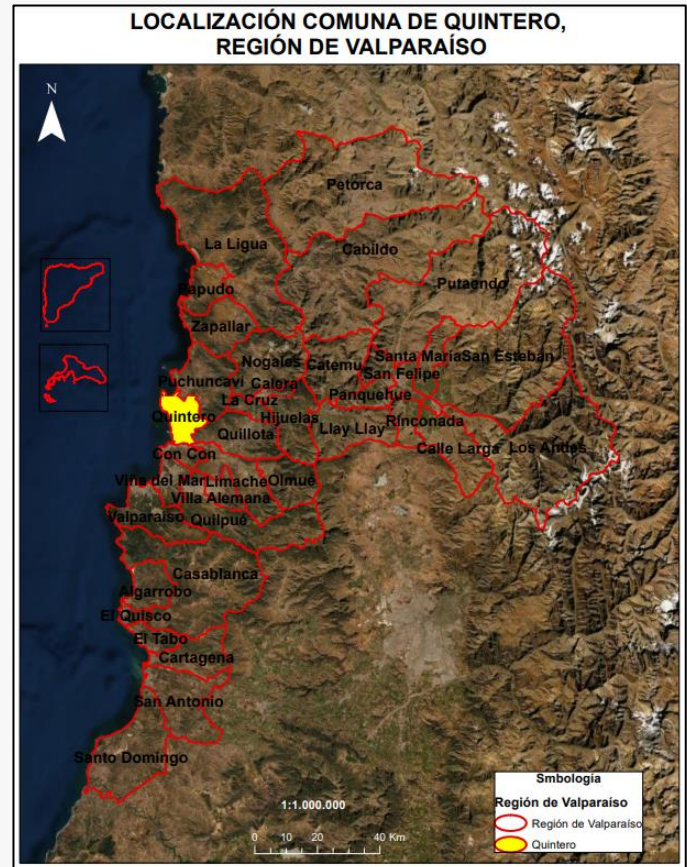 LOCALIZACIÓN COMUNA DE QUINTERO,
REGIÓN DE VALPARAÍSO
N
Petorca
La Ligua
Cabildo
Putaendo
Papudo
Zapallar
Nogales
Catemu
Santa María
San Esteban
San Felipe
Puchuncaví
Calera
Panquehue
La Cruz
Quintero
Hijuelas
Rinconada
Quillota
Llay Llay
Calle Larga
Los Andes
Con Con
Viña del Mar
Limache
Olmué
Villa Alemana
Valparaíso
Quilpué
Casablanca
Algarrobo
El Quisco
El Tabo
Cartagena
San Antonio
Santo Domingo
1:1.000.000
0 10 20 40 Km
Smbología
Región de Valparaíso
Región de Valparaíso
Quintero